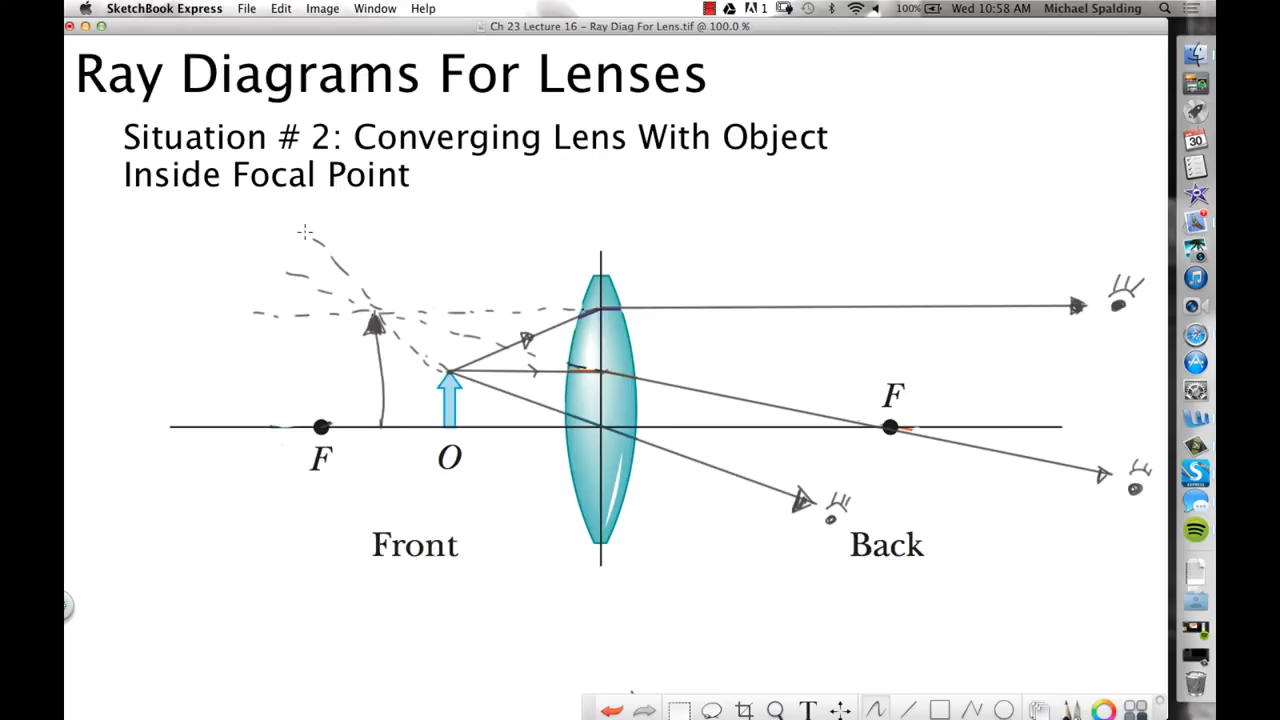 SketchBook Express File Edit Image Window Help 1 100% Wed 10:58 AM Michael Spalding
Ch 23 Lecture 16 - Ray Diag For Lens.tif @ 100.0 %
Ray Diagrams For Lenses
Situation # 2: Converging Lens With Object
Inside Focal Point
F
F
O
Front
Back
30
S
EXPRESS
T